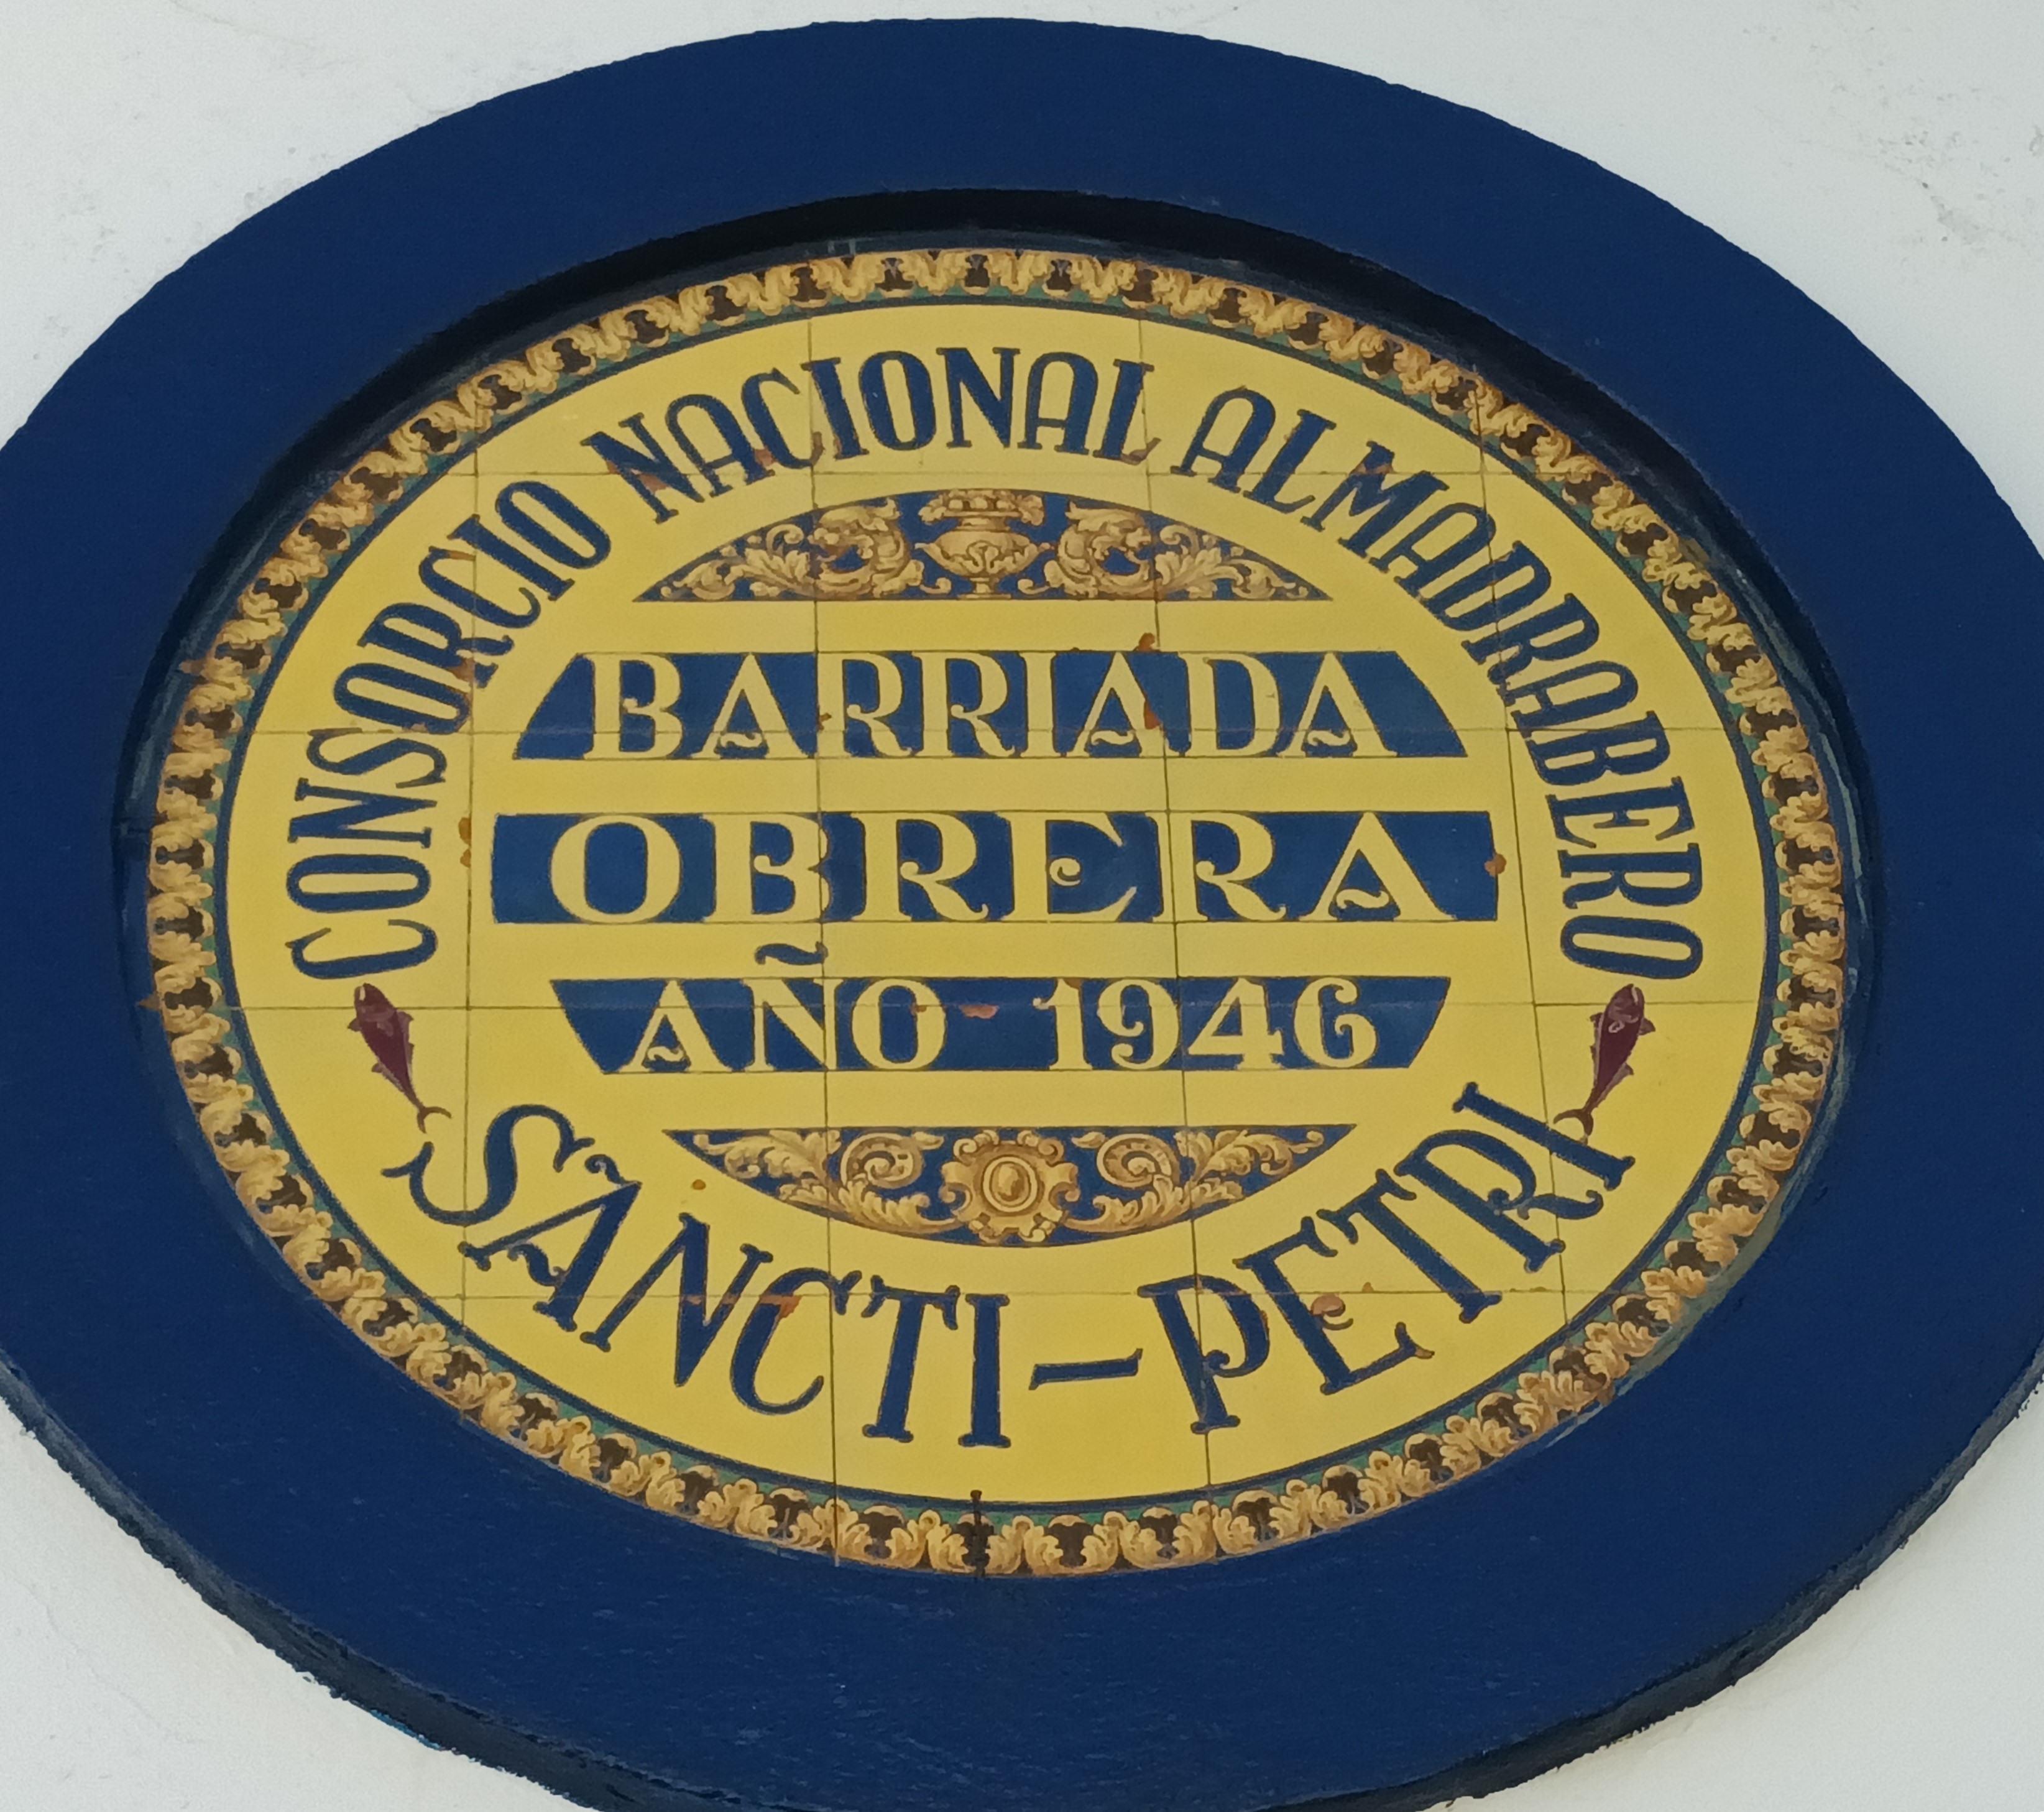 CONSORCIO NACIONAL ALMADRABERO
BARRIADA
OBRERA
AÑO 1946
SANCTI-PETRI